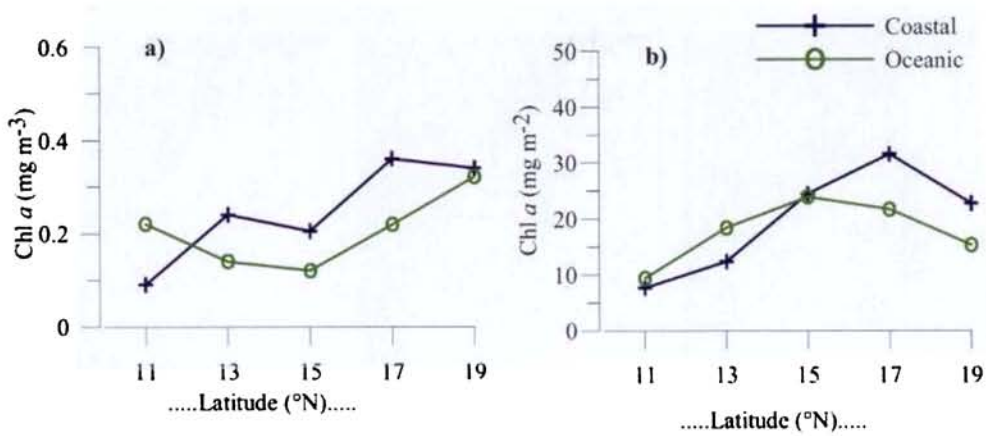 a)
0.6
0.4
0.2
0
Chl a (mg m-3)
11 13 15 17 19
.....Latitude (°N).....
b)
Coastal
Oceanic
50
40
30
20
10
0
Chl a (mg m-2)
11 13 15 17 19
.....Latitude (°N).....